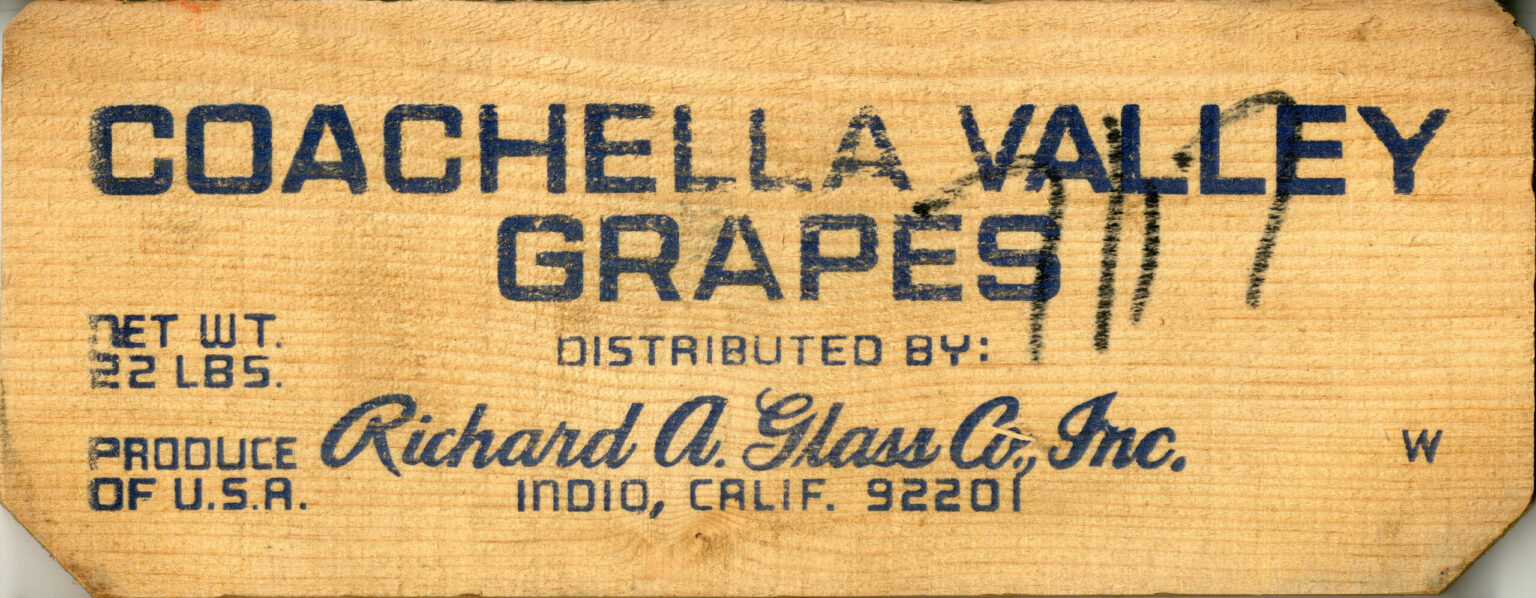 COACHELLA VALLEY
GRAPES
NET WT.
22 LBS.
DISTRIBUTED BY:
PRODUCE
OF U.S.A.
Richard A. Glass Co., Inc.
INDIO, CALIF. 92201
W